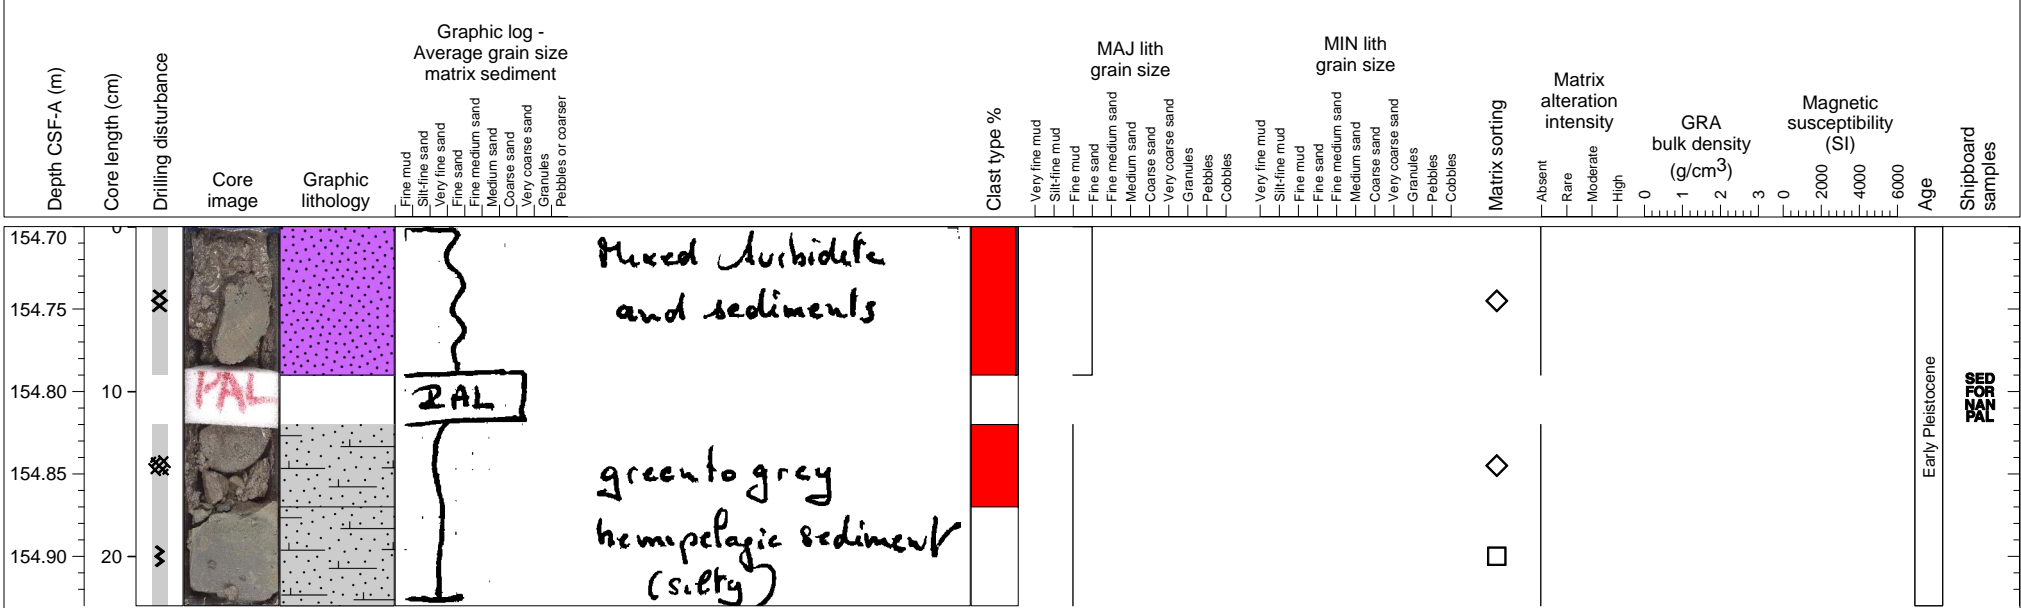 Depth CSF-A (m)
Core length (cm)
Drilling disturbance
Core
image
Graphic
lithology
Graphic log -
Average grain size
matrix sediment
Fine mud
Silt-fine sand
Very fine sand
Fine sand
Fine medium sand
Medium sand
Coarse sand
Very coarse sand
Granules
Pebbles or coarser
Clast type %
MAJ lith
grain size
Very fine mud
Silt-fine mud
Fine mud
Fine sand
Fine medium sand
Medium sand
Coarse sand
Very coarse sand
Granules
Pebbles
Cobbles
MIN lith
grain size
Very fine mud
Silt-fine mud
Fine mud
Fine sand
Fine medium sand
Medium sand
Coarse sand
Very coarse sand
Granules
Pebbles
Cobbles
Matrix sorting
Matrix
alteration
intensity
Absent
Rare
Moderate
High
GRA
bulk density
(g/cm3)
0 1 2 3
Magnetic
susceptibility
(SI)
0 2000 4000 6000
Age
Shipboard
samples
154.70 0
154.75
154.80 10
154.85
154.90 20
PAL
Mixed turbidite
and sediments
PAL
green to grey
hemipelagic sediment
(silty)
Early Pleistocene
SED
FOR
NAN
PAL